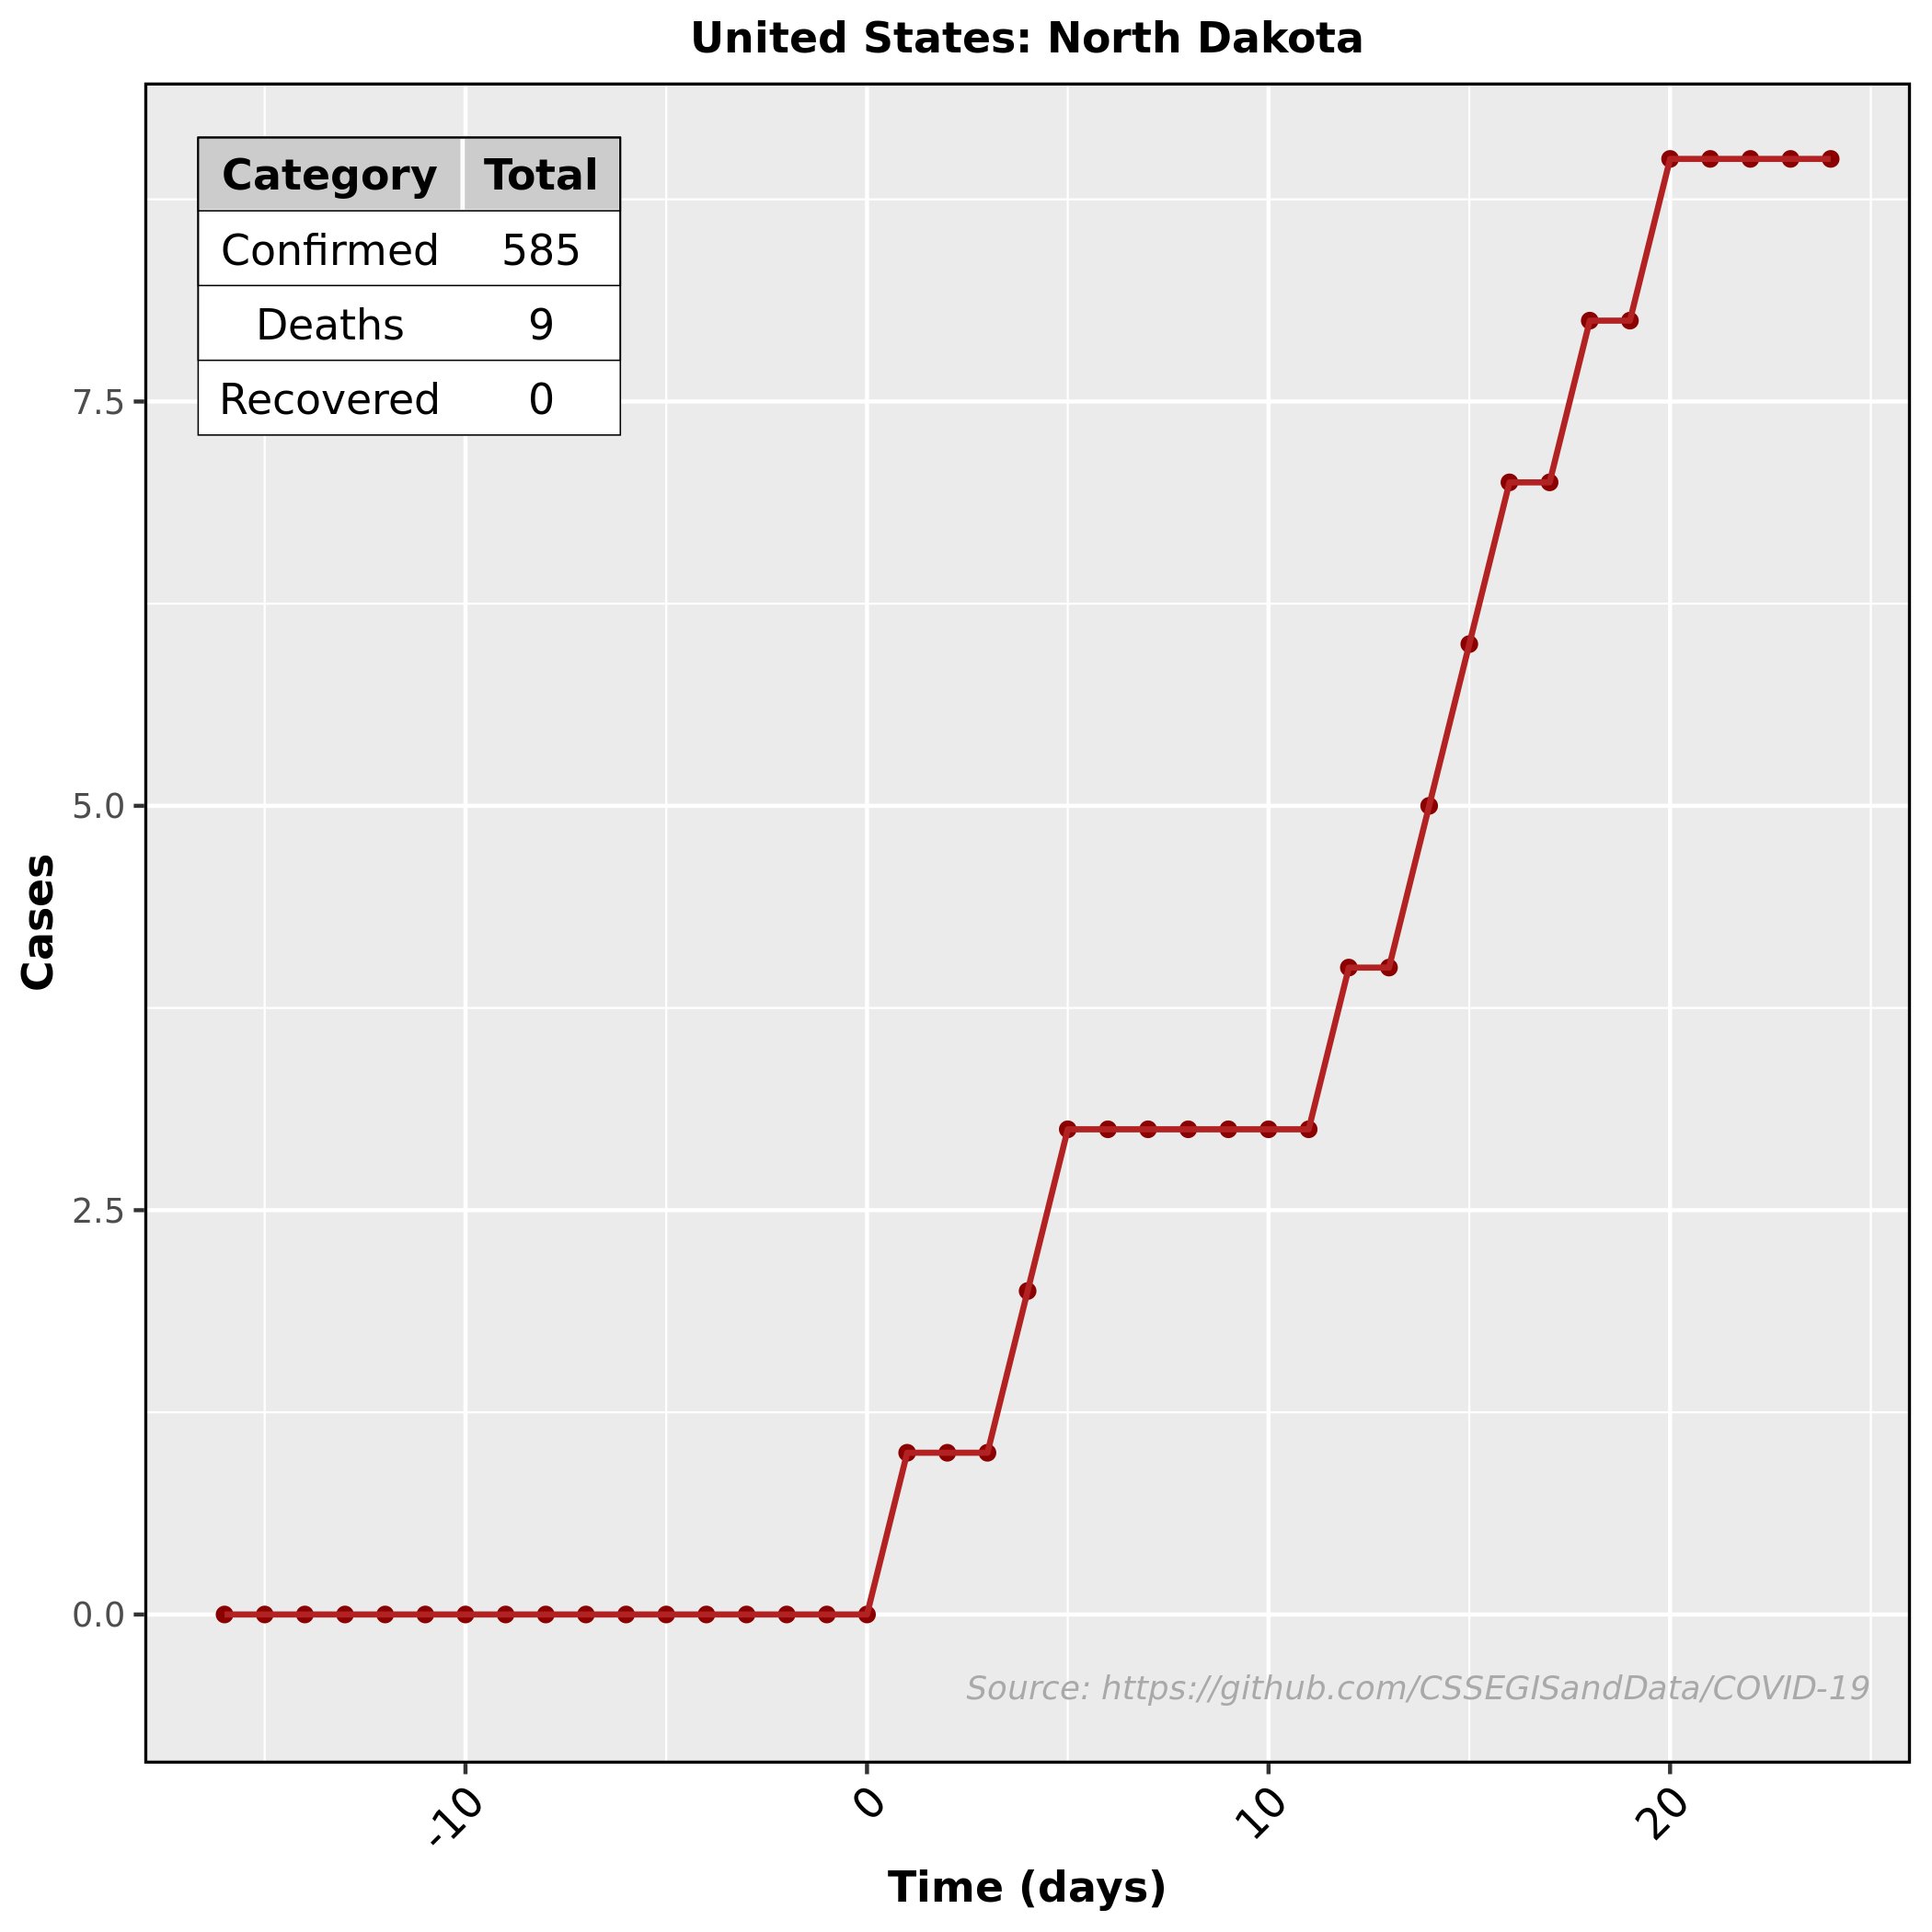 United States: North Dakota
Category Total
Confirmed 585
Deaths 9
Recovered 0
7.5
5.0
2.5
0.0
Cases
Source: https://github.com/CSSEGISandData/COVID-19
-10 0 10 20
Time (days)